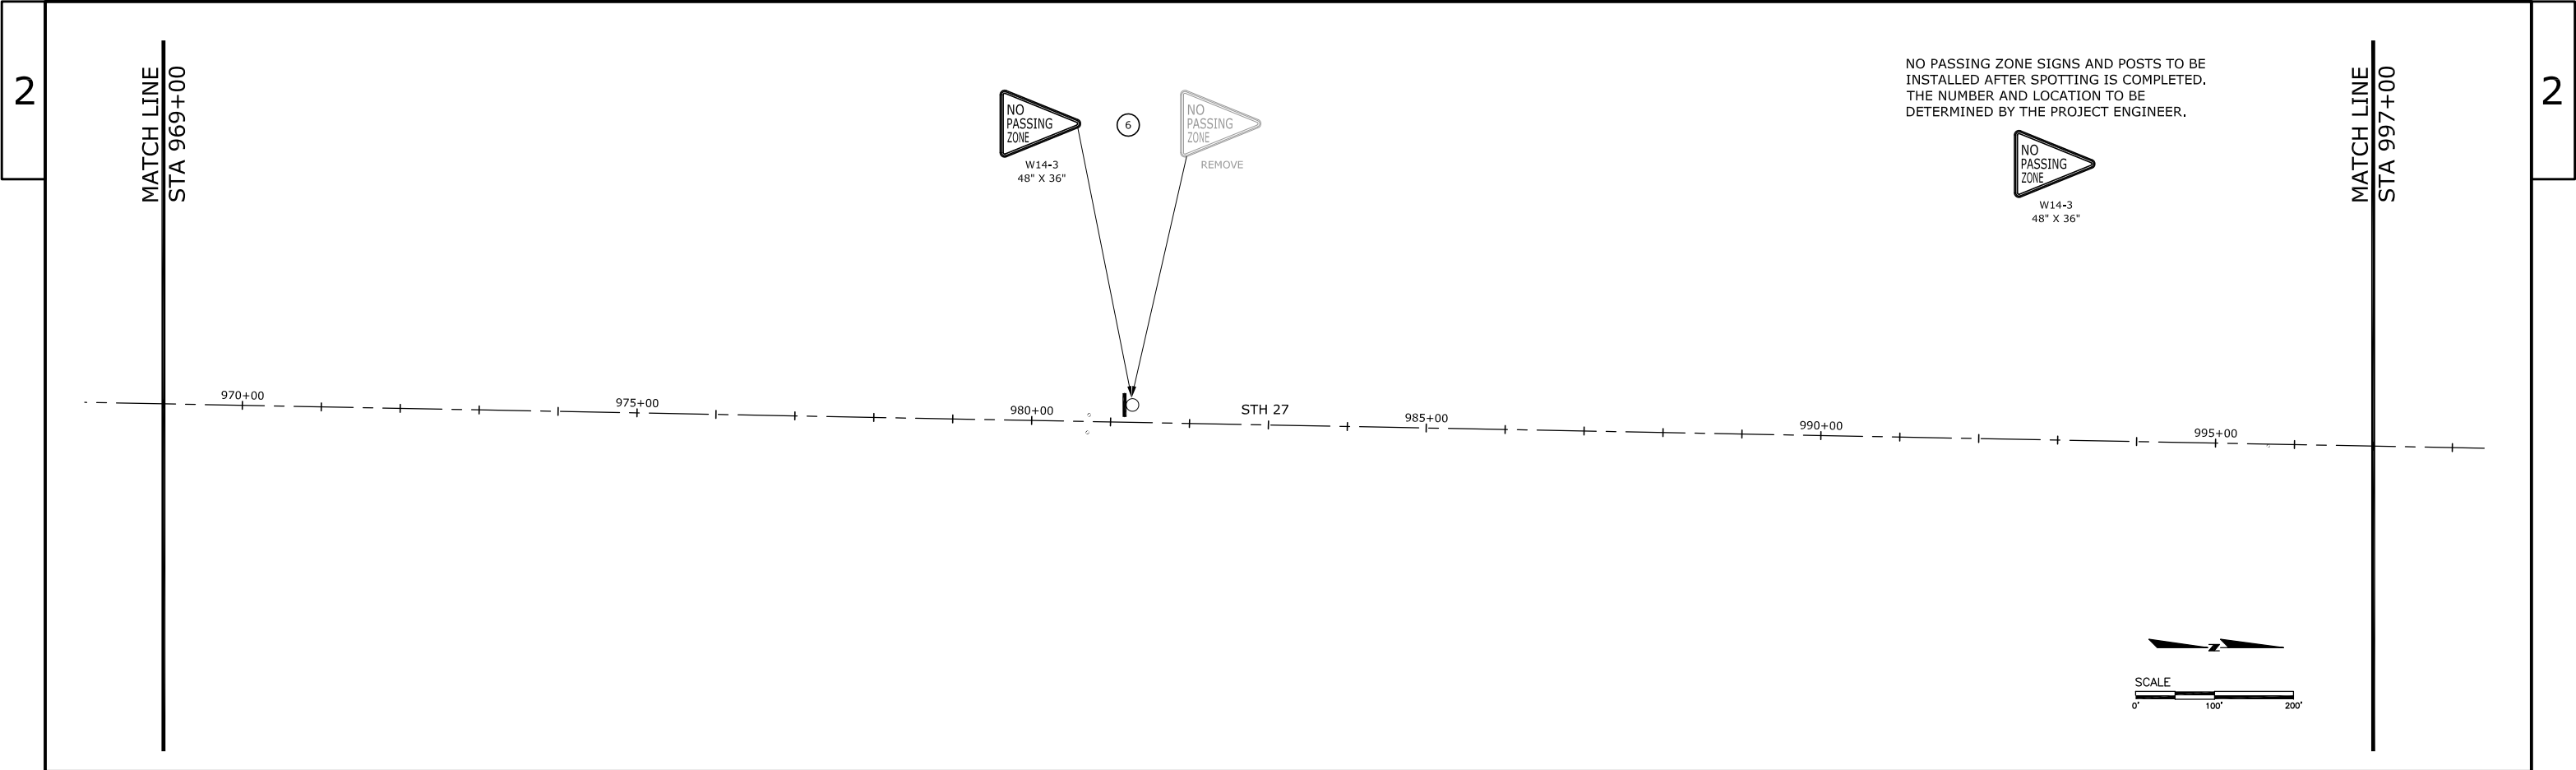 2
MATCH LINE
STA 969+00
NO
PASSING
ZONE
W14-3
48" X 36"
6
NO
PASSING
ZONE
REMOVE
NO PASSING ZONE SIGNS AND POSTS TO BE
INSTALLED AFTER SPOTTING IS COMPLETED.
THE NUMBER AND LOCATION TO BE
DETERMINED BY THE PROJECT ENGINEER.
NO
PASSING
ZONE
W14-3
48" X 36"
MATCH LINE
STA 997+00
2
970+00
975+00
980+00
STH 27
985+00
990+00
995+00
N
SCALE
0'
100'
200'